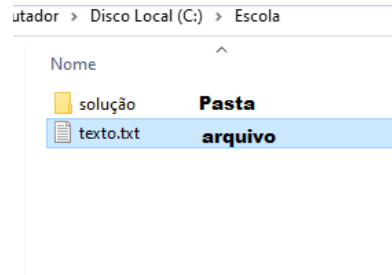 utador > Disco Local (C:) > Escola
Nome
solução Pasta
texto.txt arquivo